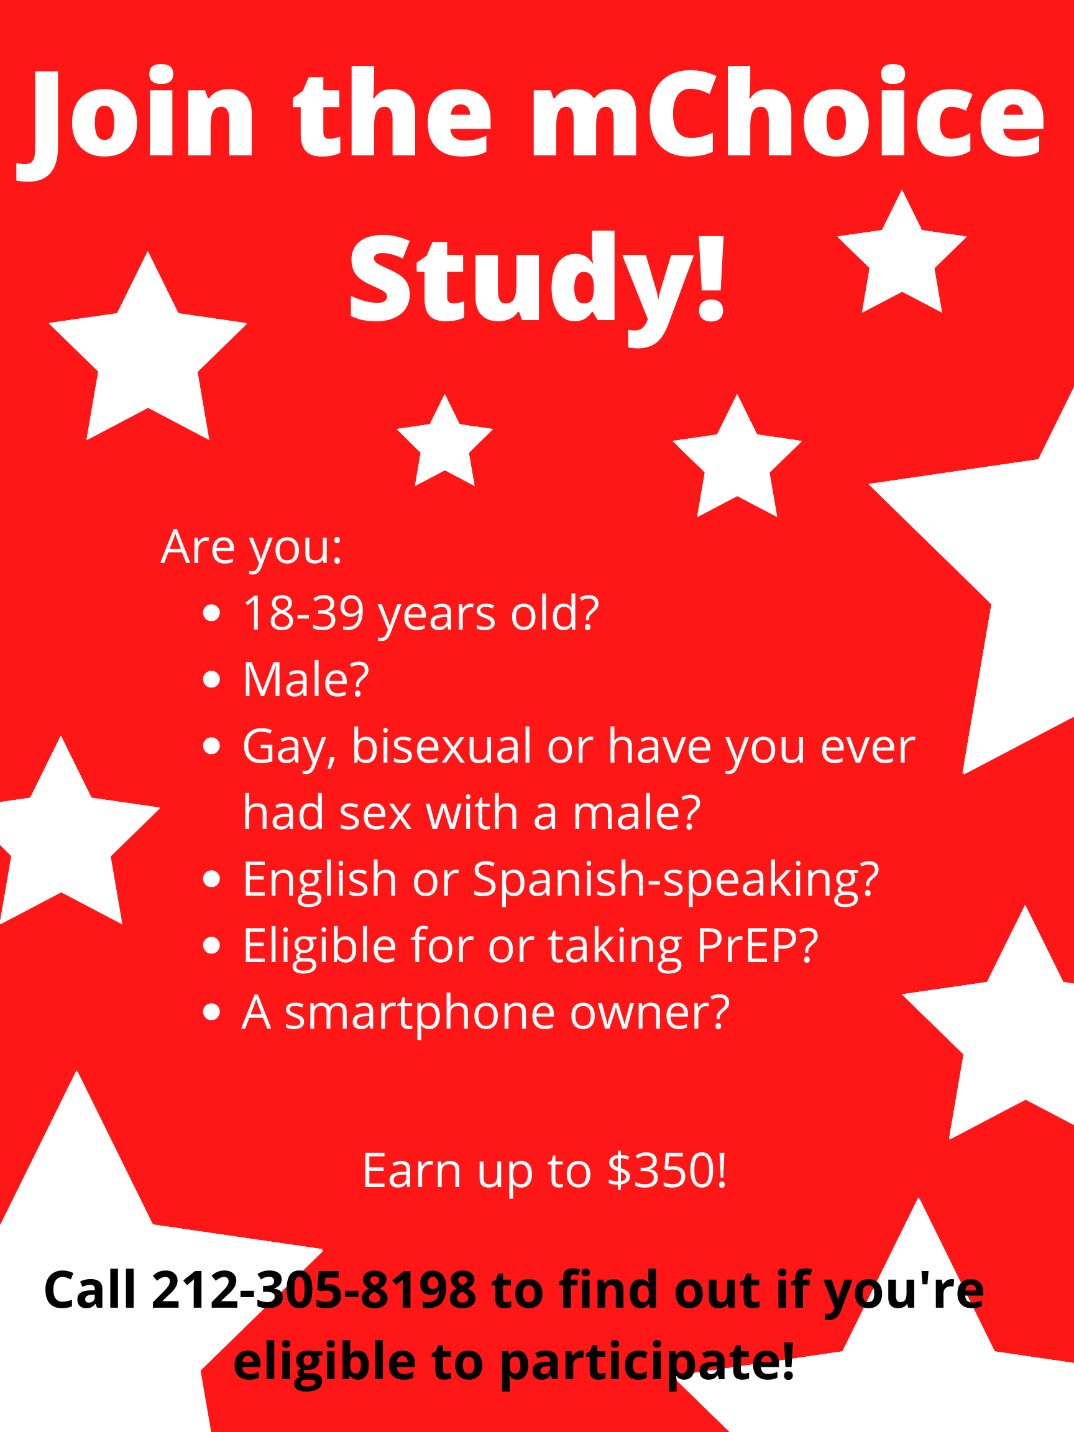 Join the mChoice
Study!
Are you:
• 18-39 years old?
• Male?
• Gay, bisexual or have you ever
had sex with a male?
• English or Spanish-speaking?
• Eligible for or taking PrEP?
• A smartphone owner?
Earn up to $350!
Call 212-305-8198 to find out if you're
eligible to participate!